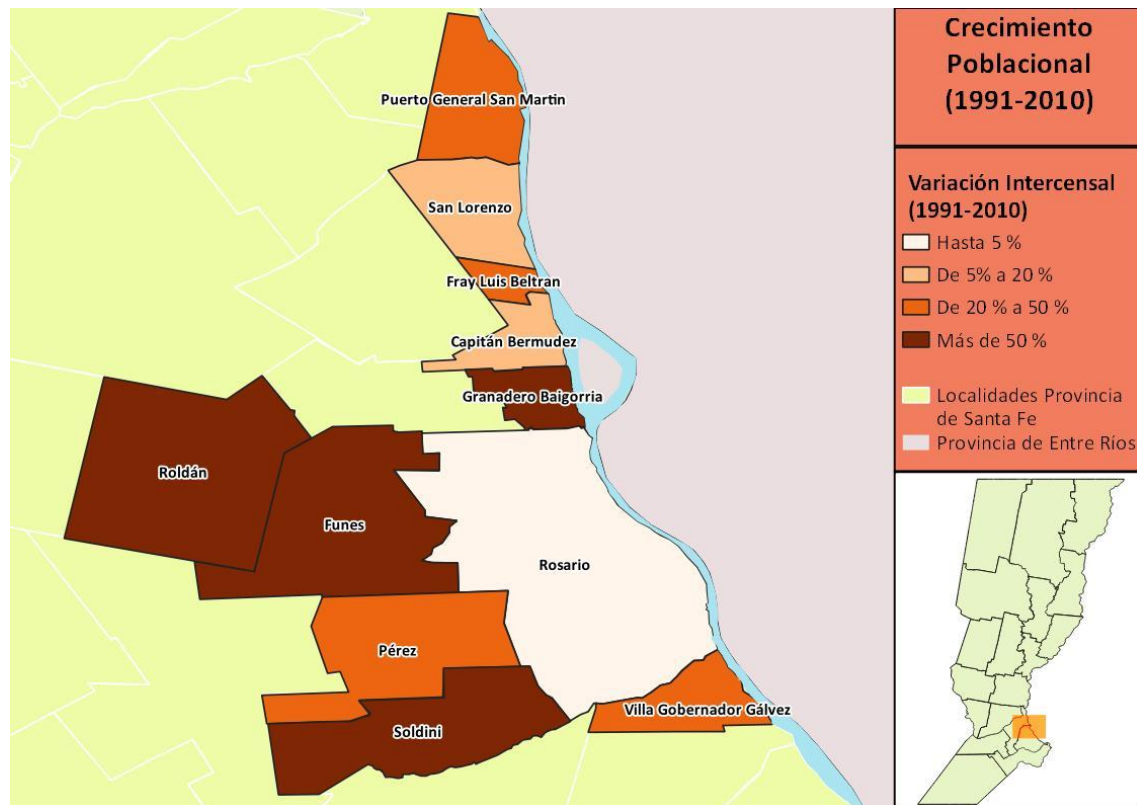 Puerto General San Martin
San Lorenzo
Fray Luis Beltran
Capitán Bermudez
Granadero Baigorria
Roldán
Funes
Rosario
Pérez
Soldini
Villa Gobernador Gálvez
Crecimiento
Poblacional
(1991-2010)
Variación Intercensal
(1991-2010)
Hasta 5 %
De 5% a 20 %
De 20 % a 50 %
Más de 50 %
Localidades Provincia
de Santa Fe
Provincia de Entre Ríos